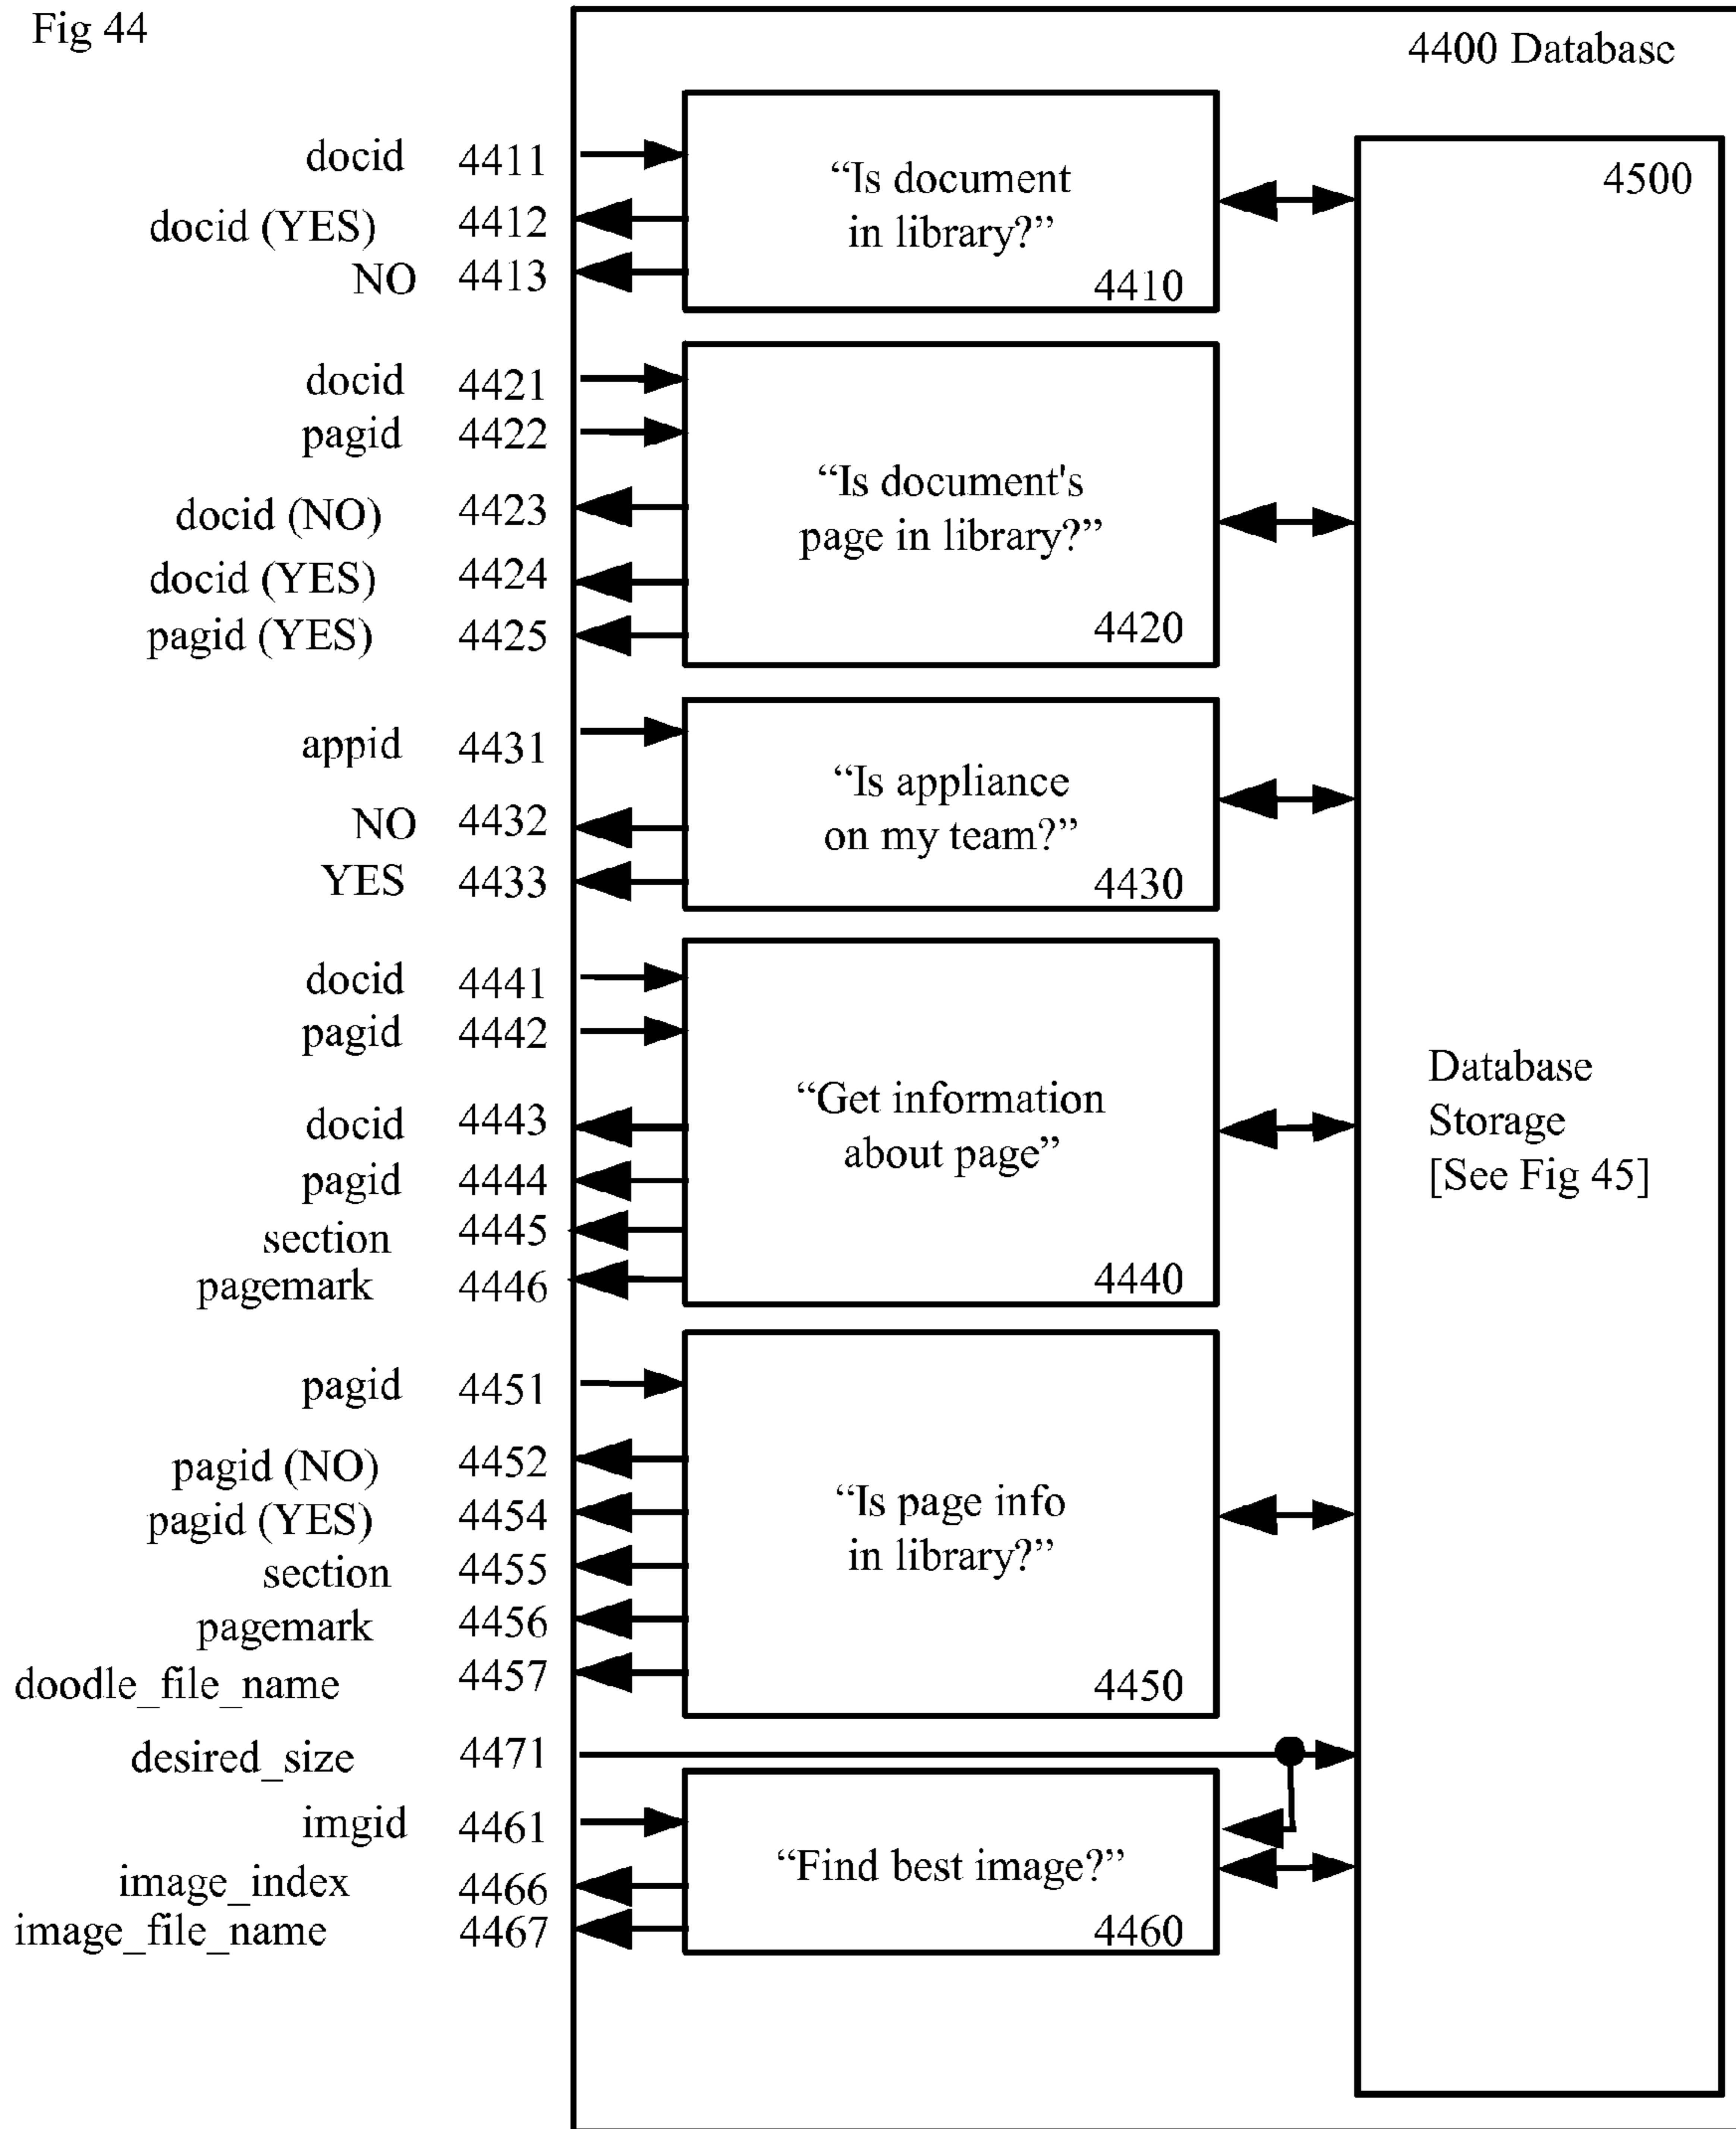 Fig 44
4400 Database
4500
docid 4411
docid (YES) 4412
NO 4413
“Is document
in library?”
4410
docid 4421
pagid 4422
docid (NO) 4423
docid (YES) 4424
pagid (YES) 4425
“Is document's
page in library?”
4420
appid 4431
NO 4432
YES 4433
“Is appliance
on my team?”
4430
docid 4441
pagid 4442
docid 4443
pagid 4444
section 4445
pagemark 4446
“Get information
about page”
4440
Database
Storage
[See Fig 45]
pagid 4451
pagid (NO) 4452
pagid (YES) 4454
section 4455
pagemark 4456
doodle_file_name 4457
“Is page info
in library?”
4450
desired_size 4471
imgid 4461
image_index 4466
image_file_name 4467
“Find best image?”
4460